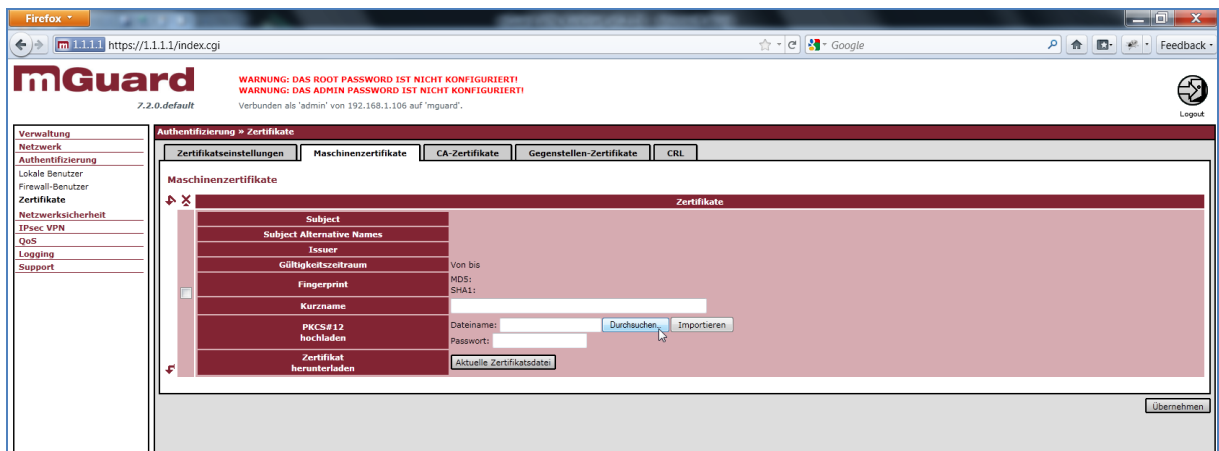 Firefox
1.1.1.1 https://1.1.1.1/index.cgi
Google
Feedback
mGuard
7.2.0.default
WARNUNG: DAS ROOT PASSWORD IST NICHT KONFIGURIERT!
WARNUNG: DAS ADMIN PASSWORD IST NICHT KONFIGURIERT!
Verbunden als 'admin' von 192.168.1.106 auf 'mguard'.
Logout
Verwaltung
Netzwerk
Authentifizierung
Lokale Benutzer
Firewall-Benutzer
Zertifikate
Netzwerksicherheit
IPsec VPN
QoS
Logging
Support
Authentifizierung » Zertifikate
Zertifikatseinstellungen Maschinenzertifikate CA-Zertifikate Gegenstellen-Zertifikate CRL
Maschinenzertifikate
Zertifikate
Subject
Subject Alternative Names
Issuer
Gültigkeitszeitraum Von bis
Fingerprint MD5:
SHA1:
Kurzname
PKCS#12
hochladen
Dateiname: Durchsuchen... Importieren
Passwort:
Zertifikat
herunterladen
Aktuelle Zertifikatsdatei
Übernehmen